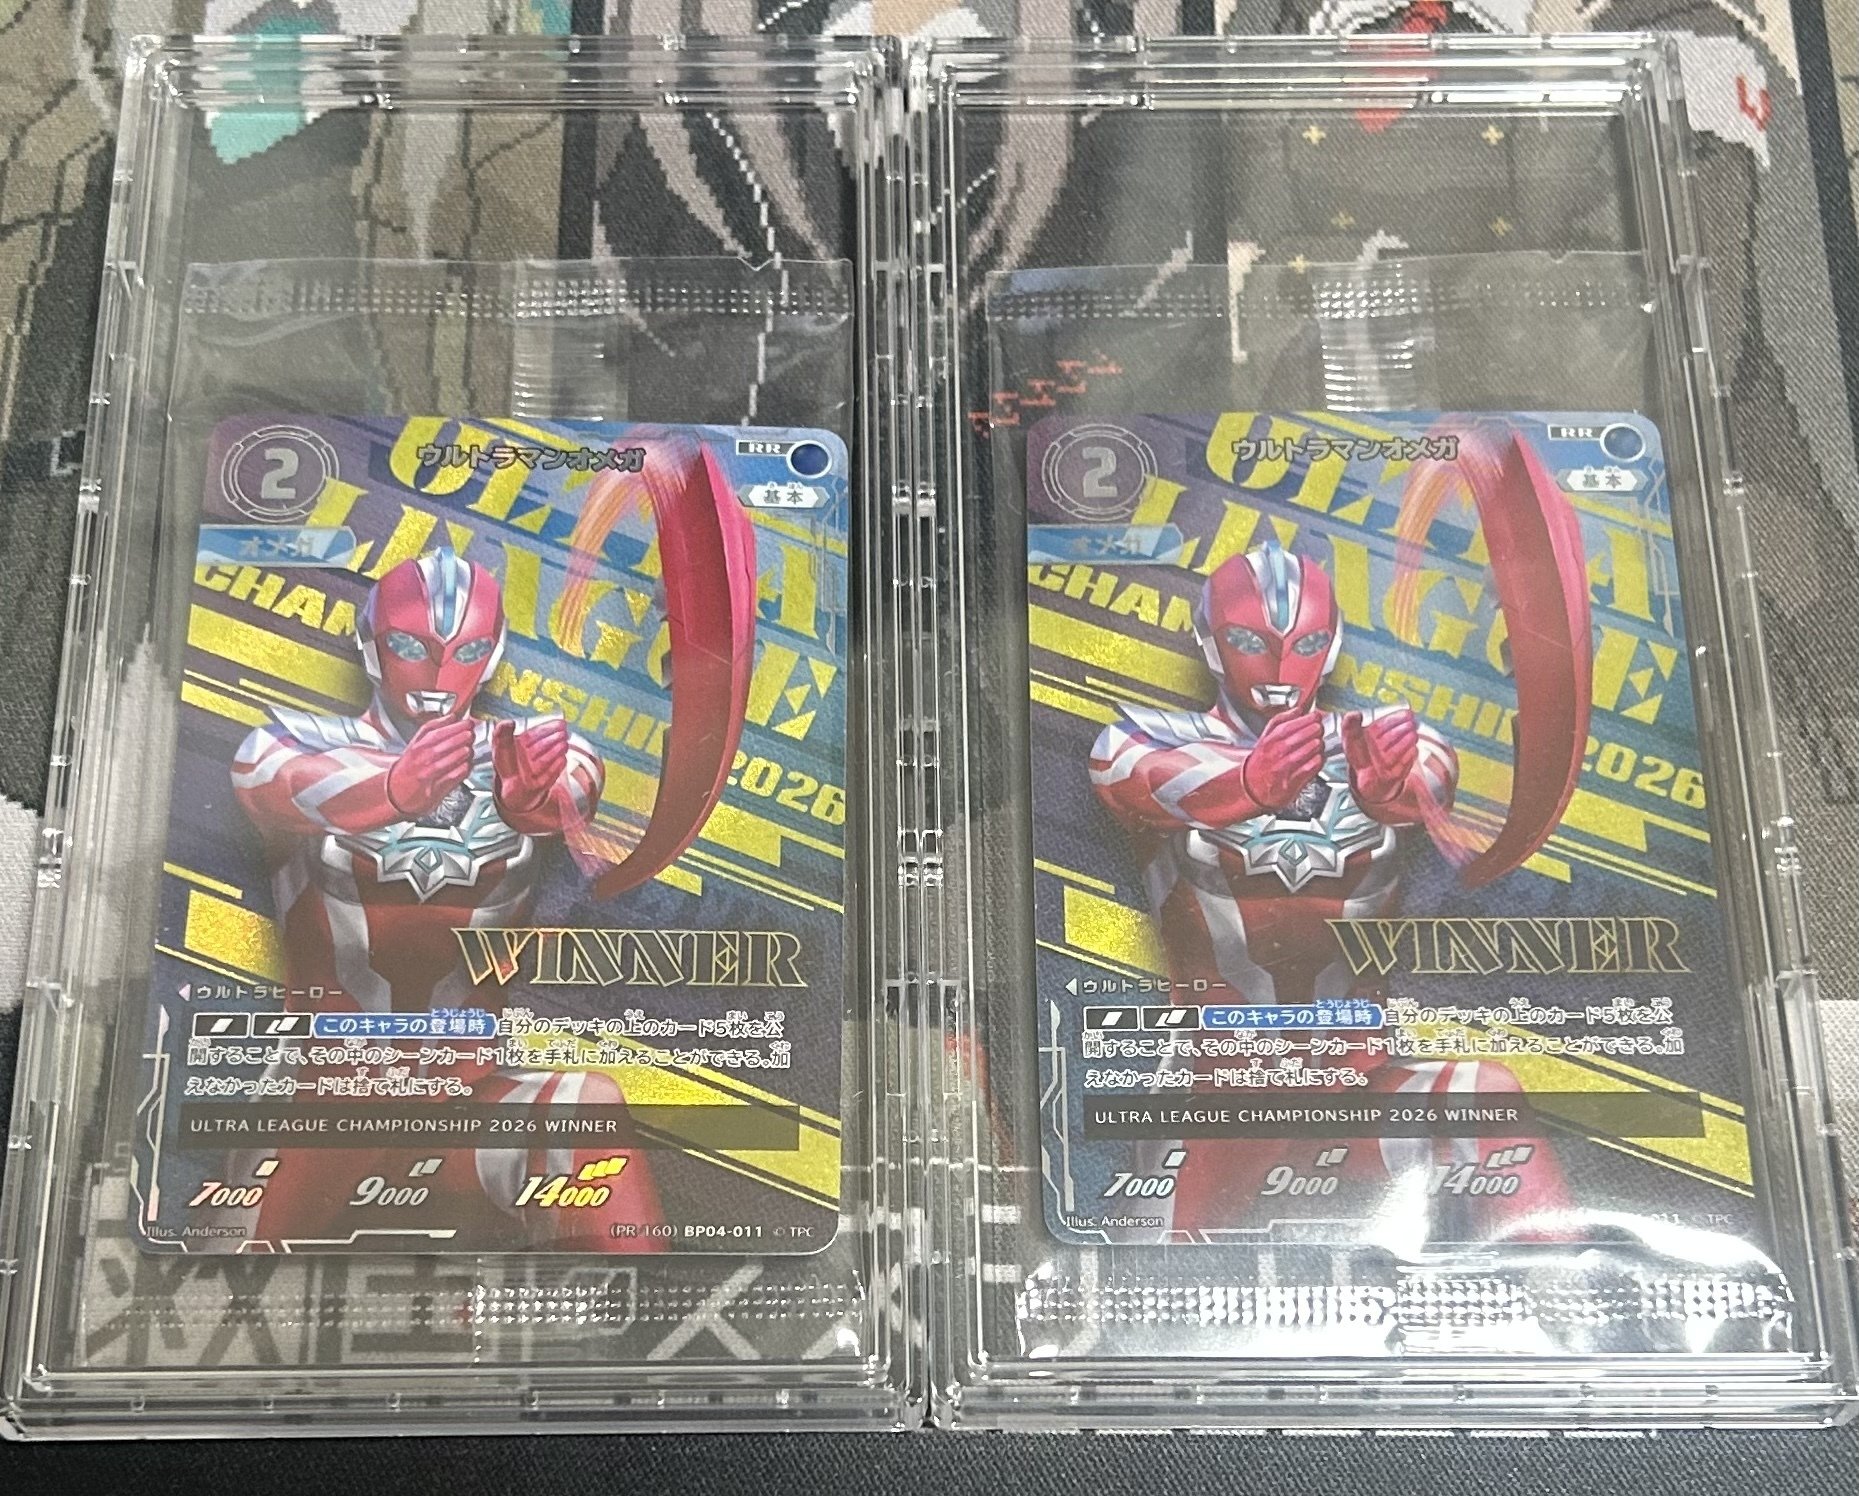 2
ウルトラマンオメガ
RR
基本
きほん
オメガ
ULTRA
LEAGUE
CHAMPIONSHIP 2026
WINNER
ウルトラヒーロー
このキャラの登場時 自分のデッキの上のカード5枚を公
開することで、その中のシーンカード1枚を手札に加えることができる。加
えなかったカードは捨て札にする。
ULTRA LEAGUE CHAMPIONSHIP 2026 WINNER
7000 9000 14000
Illus. Anderson
(PR 160) BP04-011 © TPC
2
ウルトラマンオメガ
RR
基本
きほん
オメガ
ULTRA
LEAGUE
CHAMPIONSHIP 2026
WINNER
ウルトラヒーロー
このキャラの登場時 自分のデッキの上のカード5枚を公
開することで、その中のシーンカード1枚を手札に加えることができる。加
えなかったカードは捨て札にする。
ULTRA LEAGUE CHAMPIONSHIP 2026 WINNER
7000 9000 14000
Illus. Anderson
© TPC